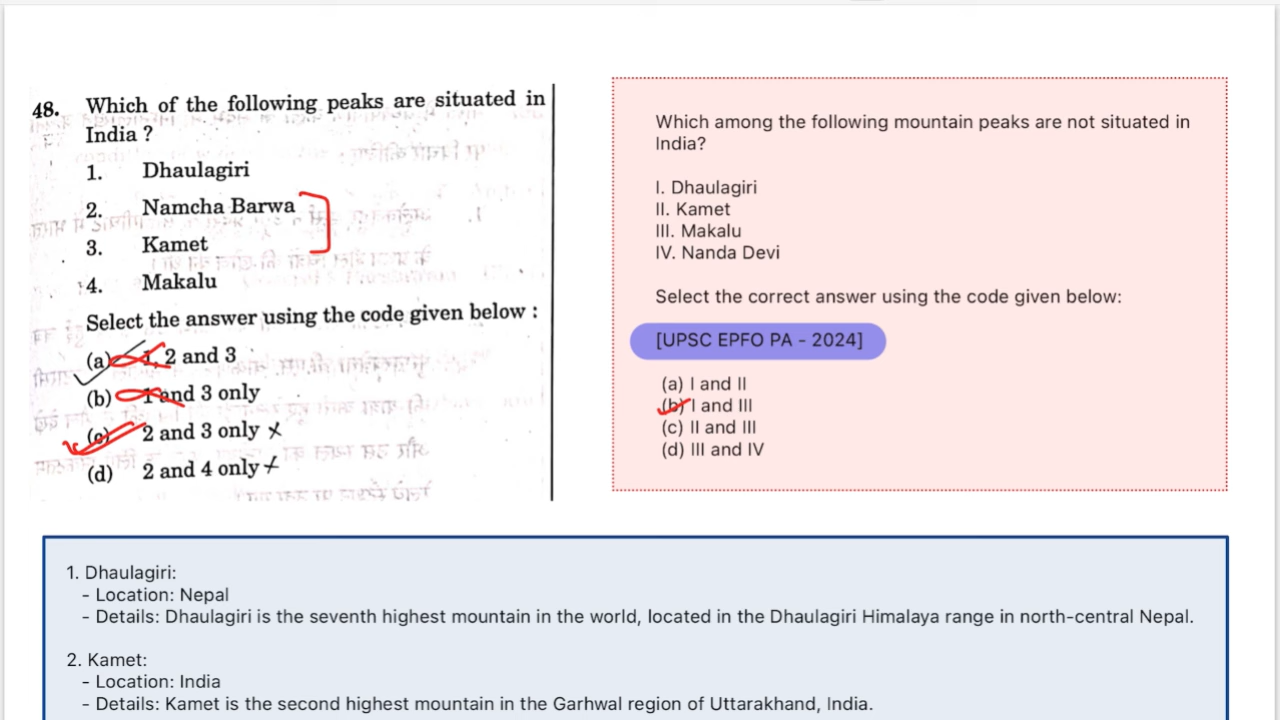 48. Which of the following peaks are situated in
India ?
1. Dhaulagiri
2. Namcha Barwa
3. Kamet
4. Makalu
Select the answer using the code given below :
(a) 1, 2 and 3
(b) 1 and 3 only
(c) 2 and 3 only
(d) 2 and 4 only
Which among the following mountain peaks are not situated in
India?
I. Dhaulagiri
II. Kamet
III. Makalu
IV. Nanda Devi
Select the correct answer using the code given below:
[UPSC EPFO PA - 2024]
(a) I and II
(b) I and III
(c) II and III
(d) III and IV
1. Dhaulagiri:
- Location: Nepal
- Details: Dhaulagiri is the seventh highest mountain in the world, located in the Dhaulagiri Himalaya range in north-central Nepal.
2. Kamet:
- Location: India
- Details: Kamet is the second highest mountain in the Garhwal region of Uttarakhand, India.